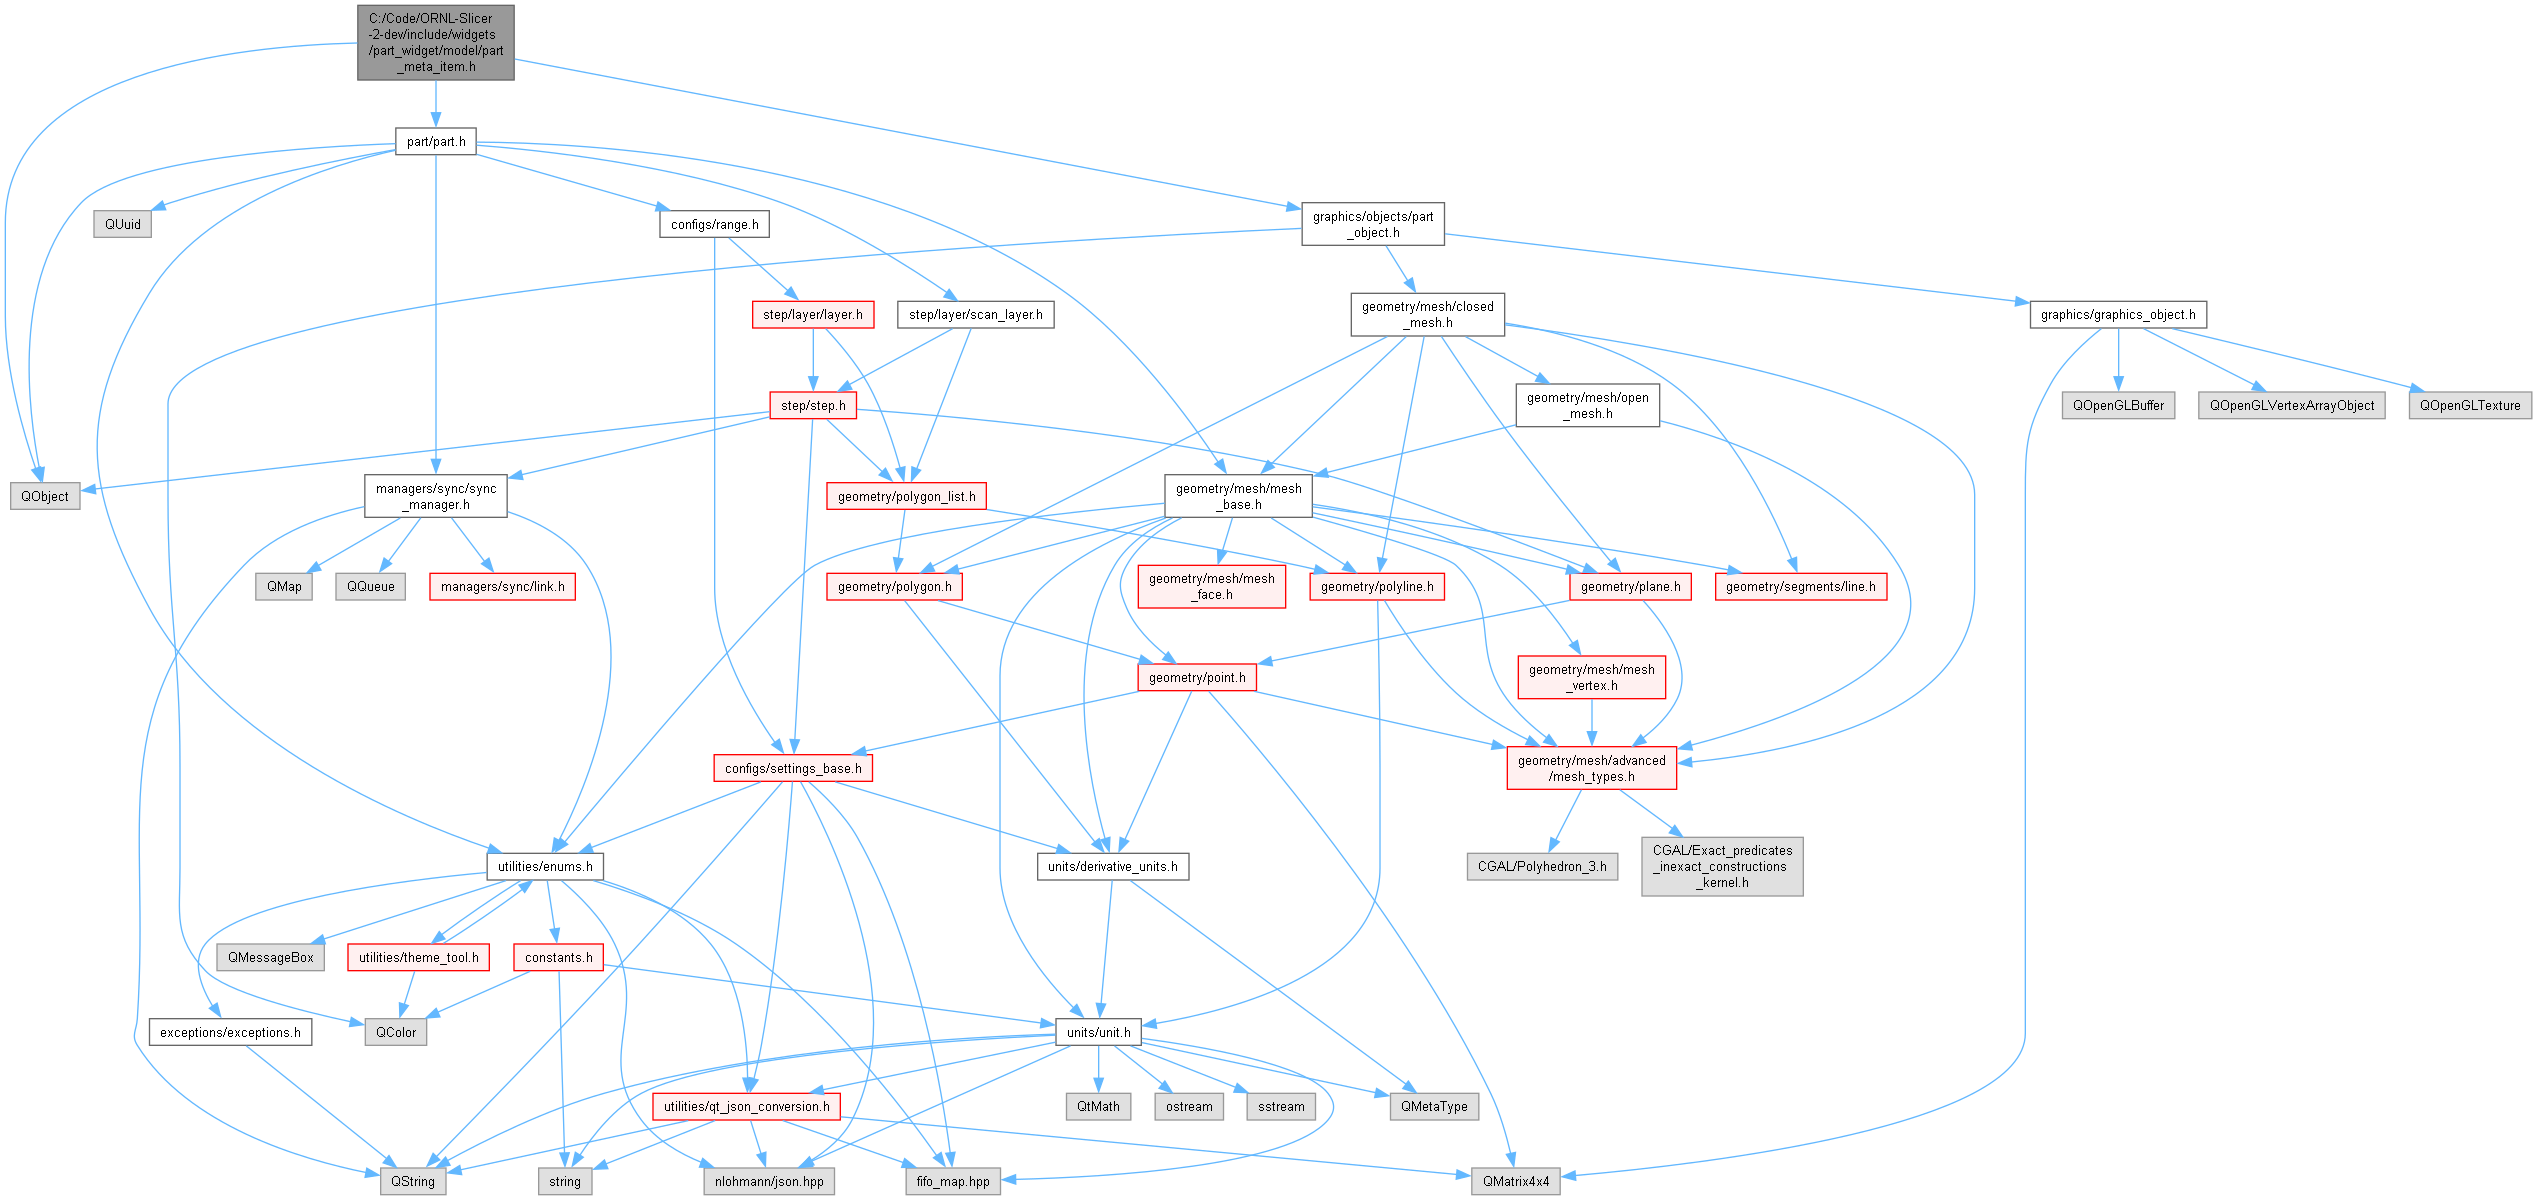 C:/Code/ORNL-Slicer
-2-dev/include/widgets
/part_widget/model/part
_meta_item.h
part/part.h
QUuid
configs/range.h
graphics/objects/part
_object.h
step/layer/layer.h
step/layer/scan_layer.h
geometry/mesh/closed
_mesh.h
graphics/graphics_object.h
step/step.h
geometry/mesh/open
_mesh.h
QOpenGLBuffer
QOpenGLVertexArrayObject
QOpenGLTexture
QObject
managers/sync/sync
_manager.h
geometry/polygon_list.h
geometry/mesh/mesh
_base.h
QMap
QQueue
managers/sync/link.h
geometry/polygon.h
geometry/mesh/mesh
_face.h
geometry/polyline.h
geometry/plane.h
geometry/segments/line.h
geometry/point.h
geometry/mesh/mesh
_vertex.h
configs/settings_base.h
geometry/mesh/advanced
/mesh_types.h
utilities/enums.h
units/derivative_units.h
CGAL/Polyhedron_3.h
CGAL/Exact_predicates
_inexact_constructions
_kernel.h
QMessageBox
utilities/theme_tool.h
constants.h
exceptions/exceptions.h
QColor
units/unit.h
utilities/qt_json_conversion.h
QtMath
ostream
sstream
QMetaType
QString
string
nlohmann/json.hpp
fifo_map.hpp
QMatrix4x4